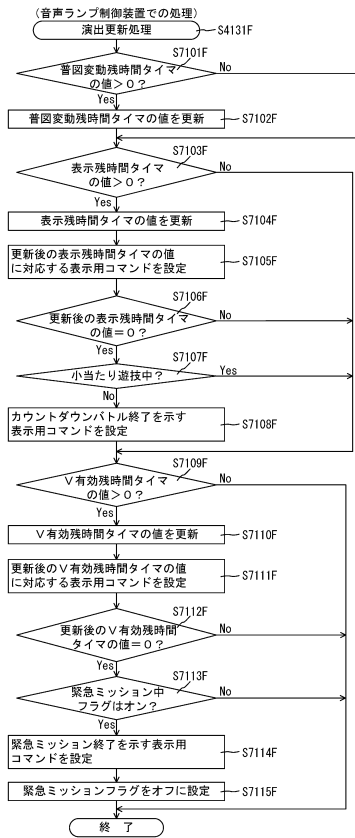 (音声ランプ制御装置での処理)
演出更新処理
S4131F
S7101F
普図変動残時間タイマ
の値>0?
No
Yes
普図変動残時間タイマの値を更新
S7102F
S7103F
表示残時間タイマ
の値>0?
No
Yes
表示残時間タイマの値を更新
S7104F
更新後の表示残時間タイマの値
に対応する表示用コマンドを設定
S7105F
S7106F
更新後の表示残時間タイマ
の値=0?
No
Yes
S7107F
小当たり遊技中?
Yes
No
カウントダウンバトル終了を示す
表示用コマンドを設定
S7108F
S7109F
V有効残時間タイマ
の値>0?
No
Yes
V有効残時間タイマの値を更新
S7110F
更新後のV有効残時間タイマの値
に対応する表示用コマンドを設定
S7111F
S7112F
更新後のV有効残時間
タイマの値=0?
No
Yes
S7113F
緊急ミッション中
フラグはオン?
No
Yes
緊急ミッション終了を示す表示用
コマンドを設定
S7114F
緊急ミッションフラグをオフに設定
S7115F
終 了